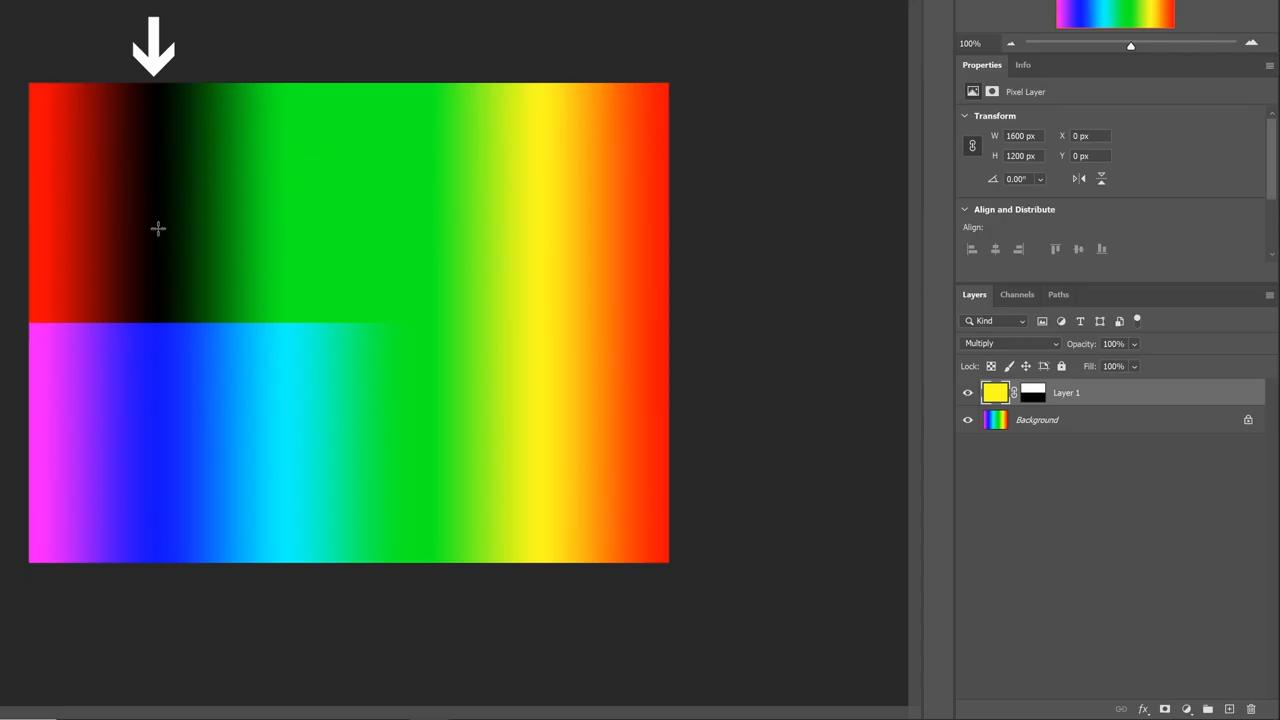 100%
Properties Info
Pixel Layer
Transform
W 1600 px X 0 px
H 1200 px Y 0 px
0.00°
Align and Distribute
Align:
Layers Channels Paths
Kind
Multiply Opacity: 100%
Lock: Fill: 100%
Layer 1
Background
fx